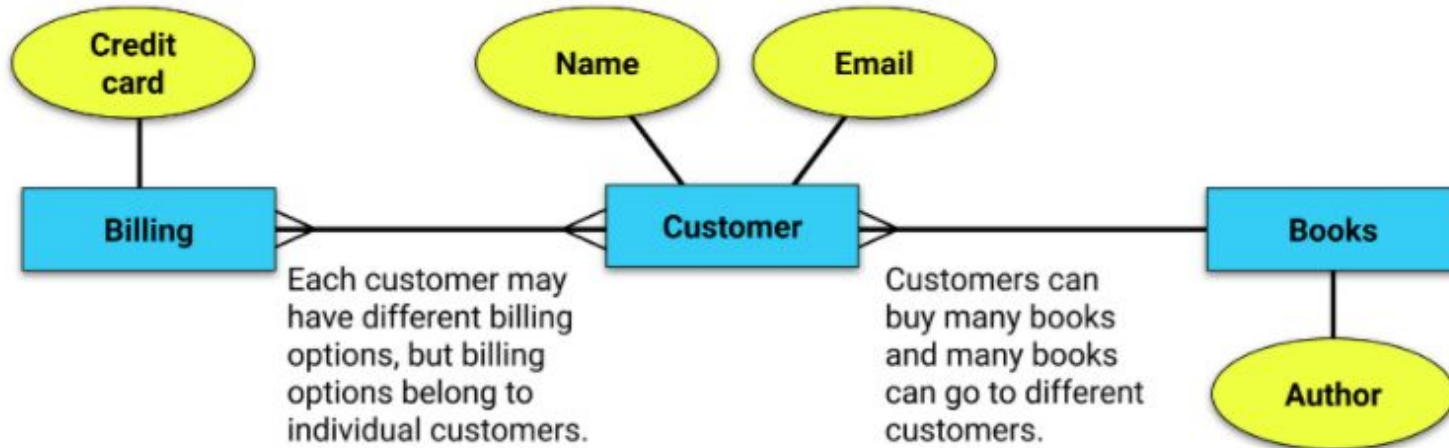 Credit
card
Name
Email
Billing
Customer
Books
Each customer may
have different billing
options, but billing
options belong to
individual customers.
Customers can
buy many books
and many books
can go to different
customers.
Author